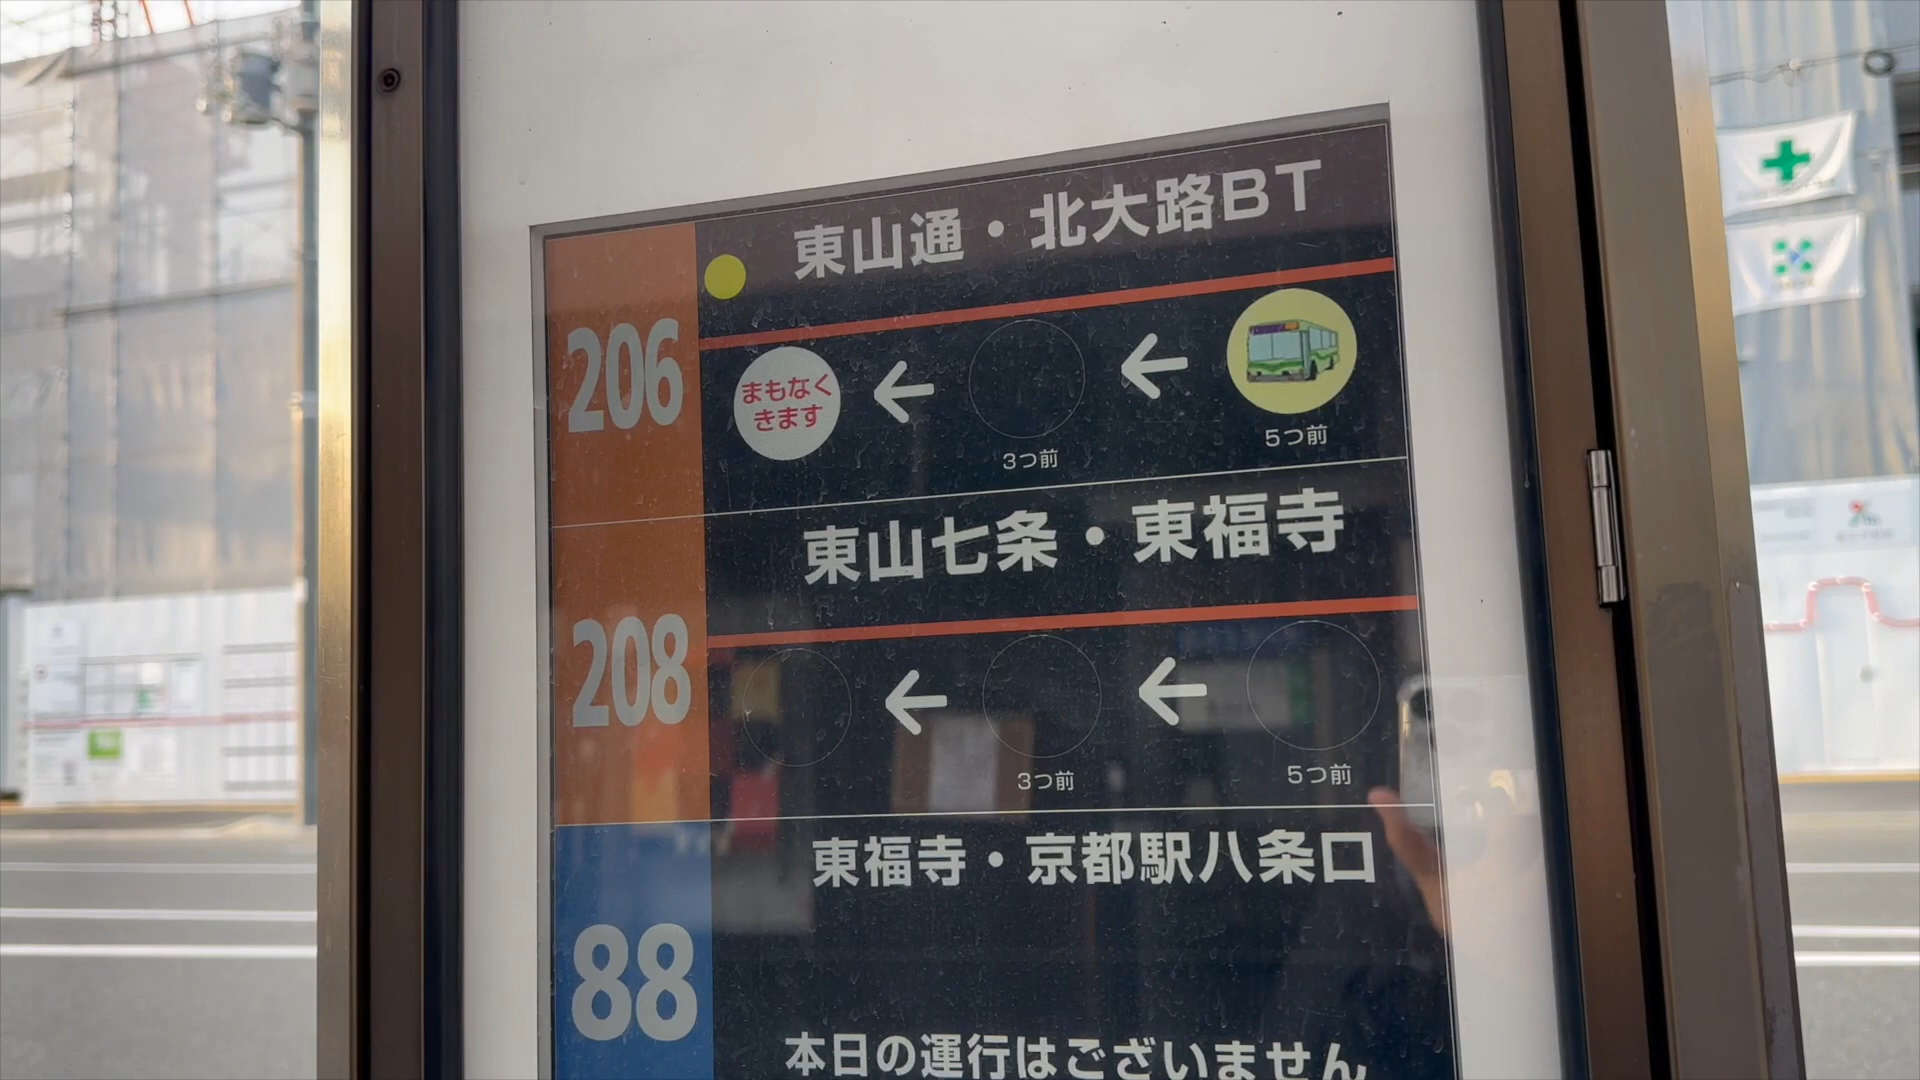 東山通・北大路BT
206
まもなく
きます
←
←
3つ前
5つ前
東山七条・東福寺
208
←
←
3つ前
5つ前
東福寺・京都駅八条口
88
本日の運行はございません